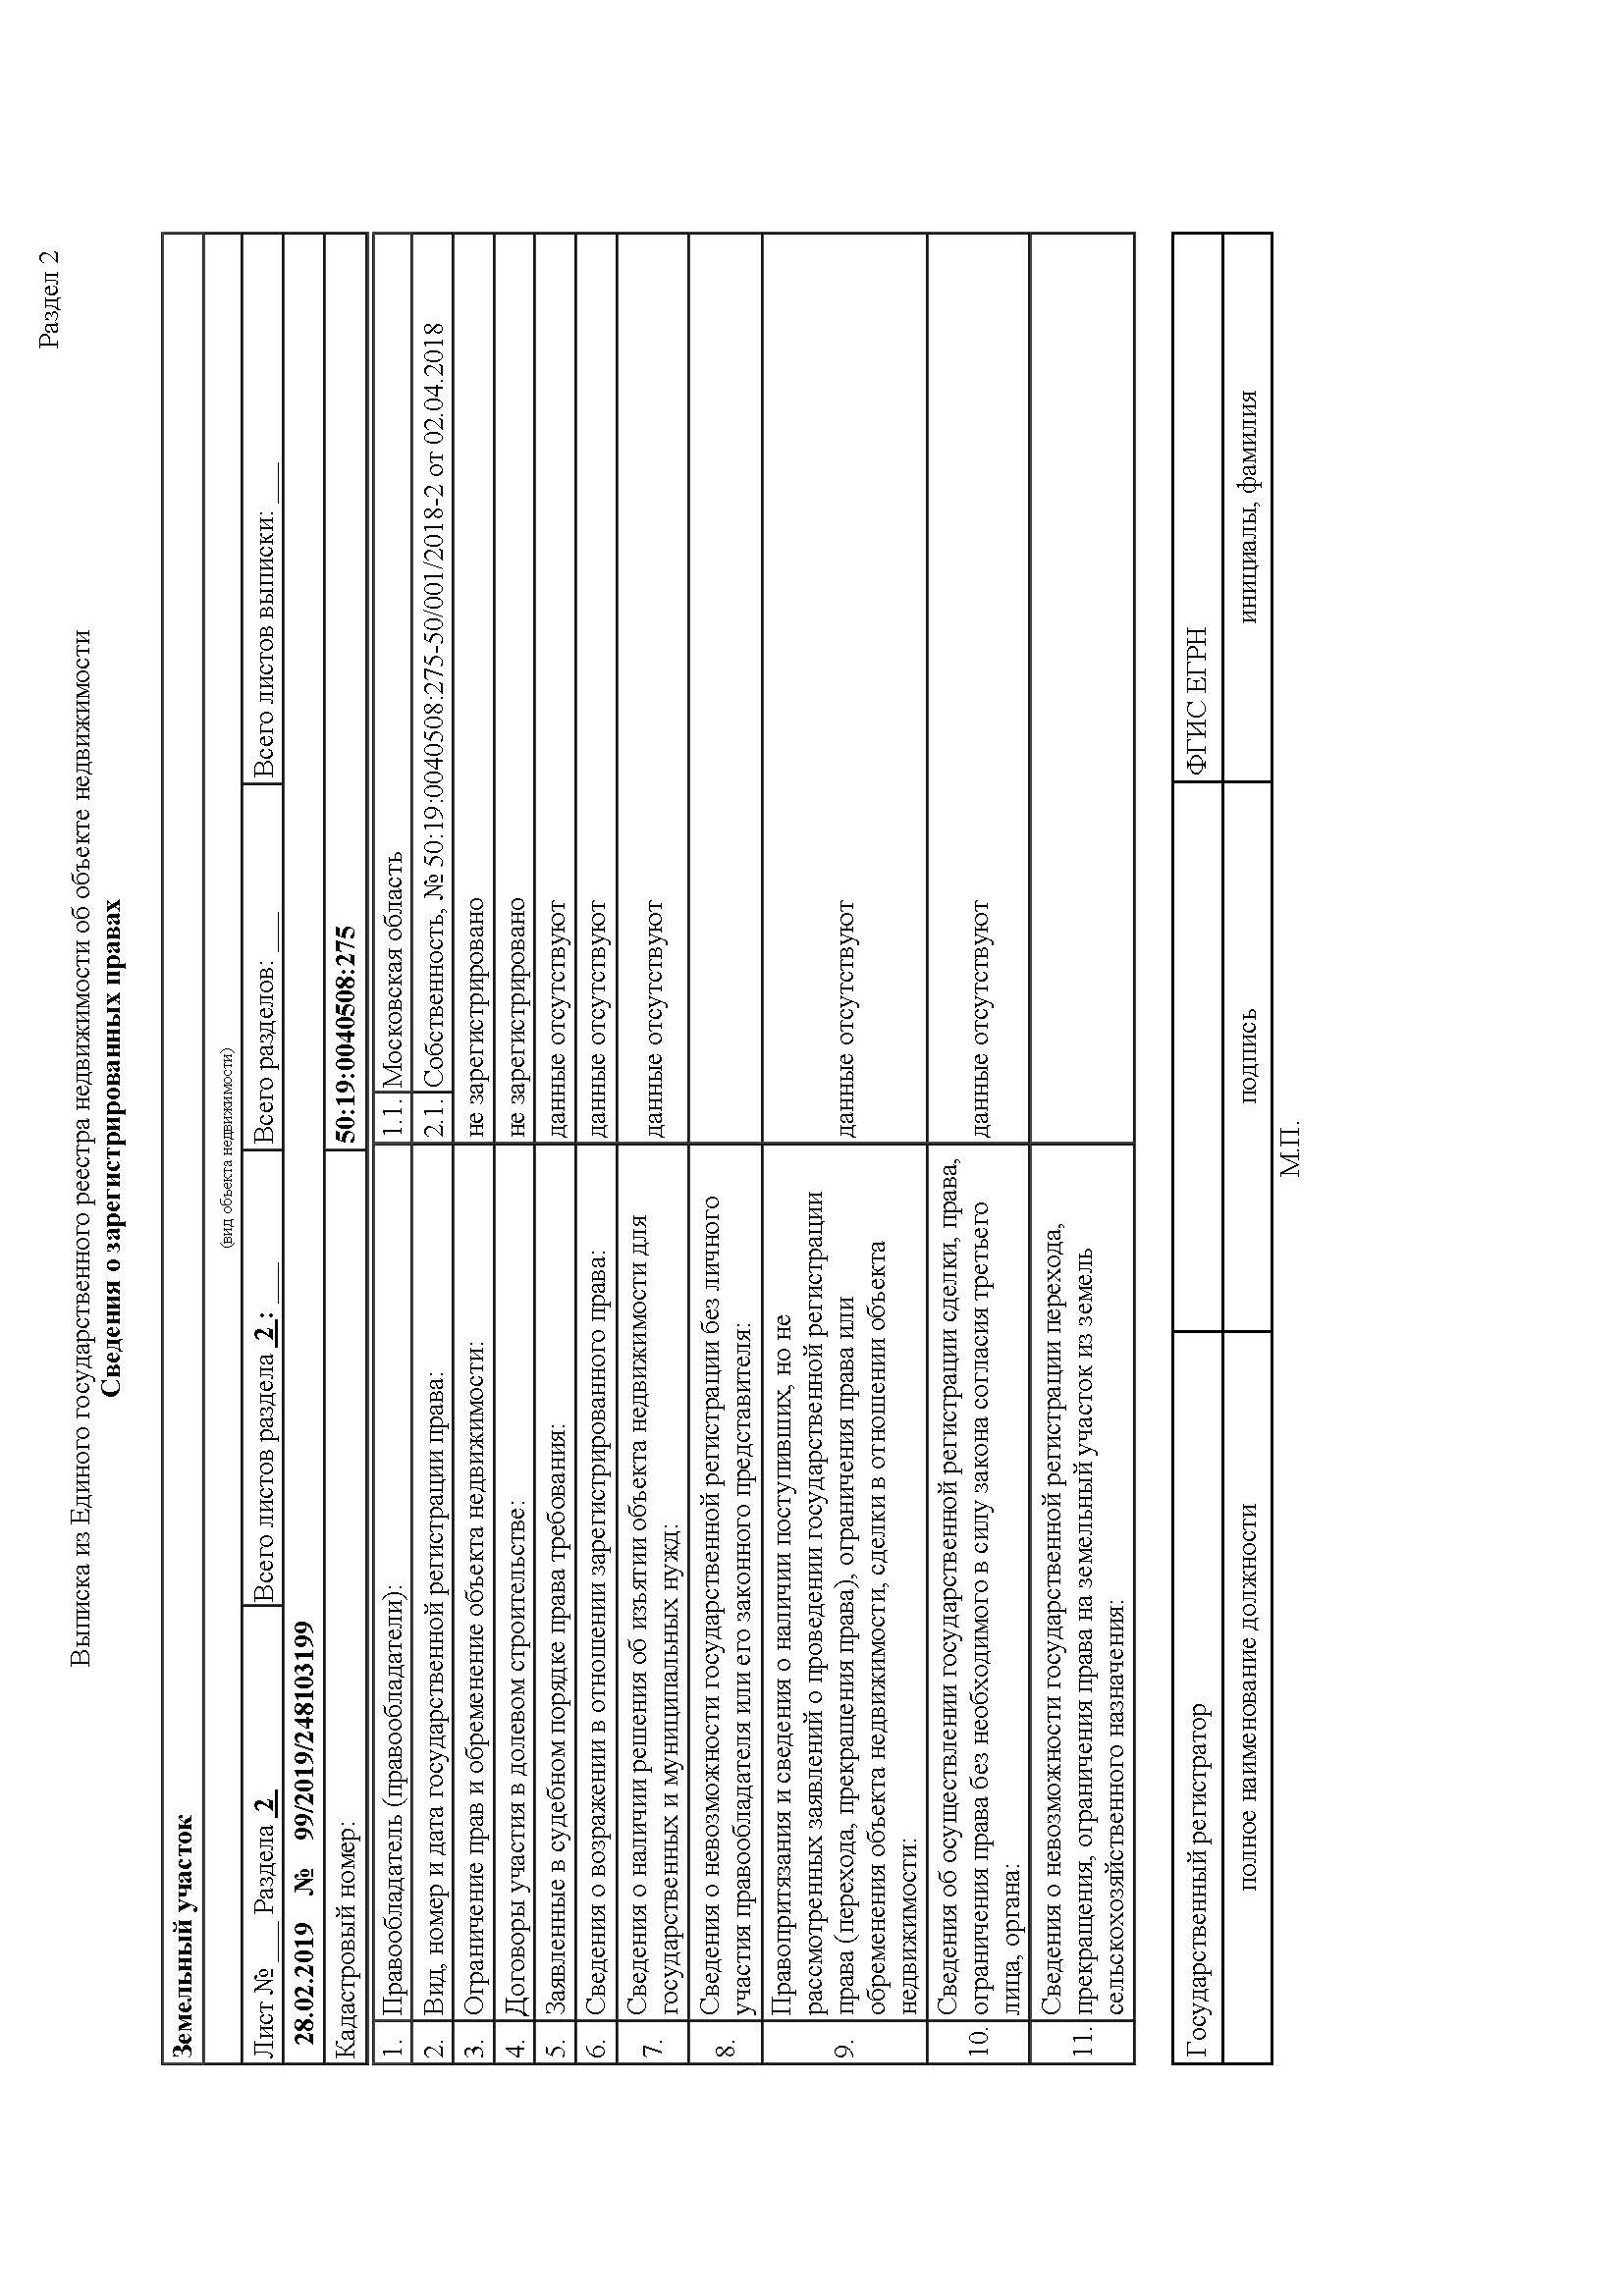 Раздел 2
Выписка из Единого государственного реестра недвижимости об объекте недвижимости
Сведения о зарегистрированных правах
Земельный участок
(вид объекта недвижимости)
Лист № ___ Раздела 2 Всего листов раздела 2 : ___ Всего разделов: ___ Всего листов выписки: ___
28.02.2019 № 99/2019/248103199
Кадастровый номер: 50:19:0040508:275
1. Правообладатель (правообладатели): 1.1. Московская область
2. Вид, номер и дата государственной регистрации права: 2.1. Собственность, № 50:19:0040508:275-50/001/2018-2 от 02.04.2018
3. Ограничение прав и обременение объекта недвижимости: не зарегистрировано
4. Договоры участия в долевом строительстве: не зарегистрировано
5. Заявленные в судебном порядке права требования: данные отсутствуют
6. Сведения о возражении в отношении зарегистрированного права: данные отсутствуют
7. Сведения о наличии решения об изъятии объекта недвижимости для
государственных и муниципальных нужд: данные отсутствуют
8. Сведения о невозможности государственной регистрации без личного
участия правообладателя или его законного представителя:
9. Правопритязания и сведения о наличии поступивших, но не
рассмотренных заявлений о проведении государственной регистрации
права (перехода, прекращения права), ограничения права или
обременения объекта недвижимости, сделки в отношении объекта
недвижимости: данные отсутствуют
10. Сведения об осуществлении государственной регистрации сделки, права,
ограничения права без необходимого в силу закона согласия третьего
лица, органа: данные отсутствуют
11. Сведения о невозможности государственной регистрации перехода,
прекращения, ограничения права на земельный участок из земель
сельскохозяйственного назначения:
Государственный регистратор ФГИС ЕГРН
полное наименование должности подпись инициалы, фамилия
М.П.